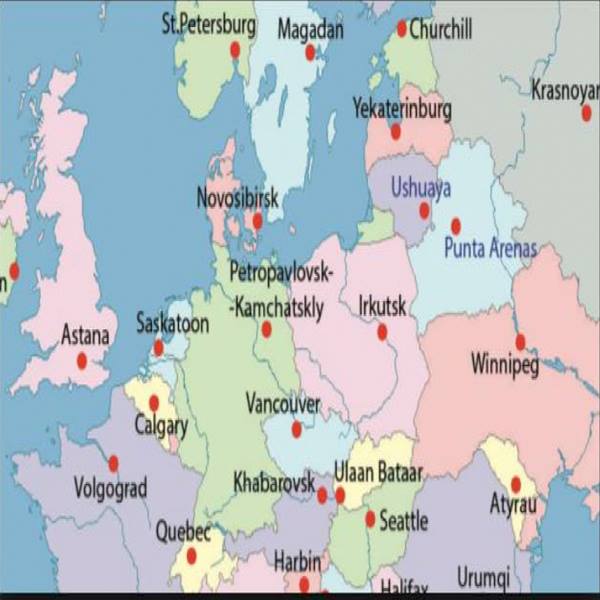 St.Petersburg
Magadan
Churchill
Krasnoyar
Yekaterinburg
Novosibirsk
Ushuaya
Punta Arenas
n
Petropavlovsk-
-Kamchatskly
Irkutsk
Astana
Saskatoon
Winnipeg
Vancouver
Calgary
Volgograd
Khabarovsk
Ulaan Bataar
Atyrau
Quebec
Seattle
Harbin
Halifax
Urumqi